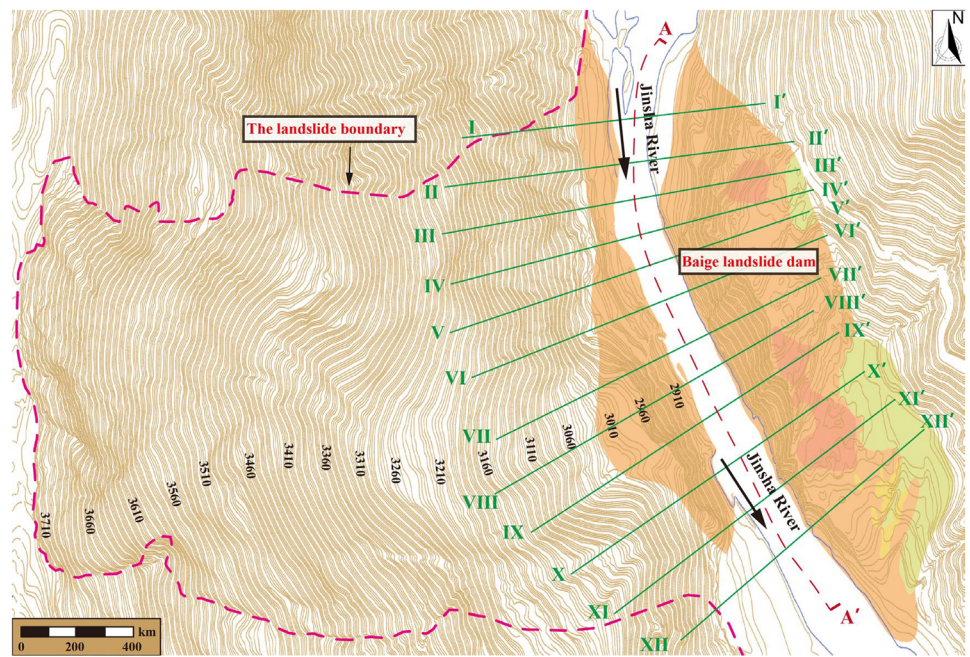 N
A
Jinsha River
I
I′
The landslide boundary
II
II′
III
III′
IV
IV′
V
V′
VI
VI′
Baige landslide dam
VII
VII′
VIII
VIII′
IX
IX′
X
X′
XI
XI′
XII
XII′
2910
2960
3010
3060
3110
3160
3210
3260
3310
3360
3410
3460
3510
3560
3610
3660
3710
Jinsha River
A′
km
0 200 400